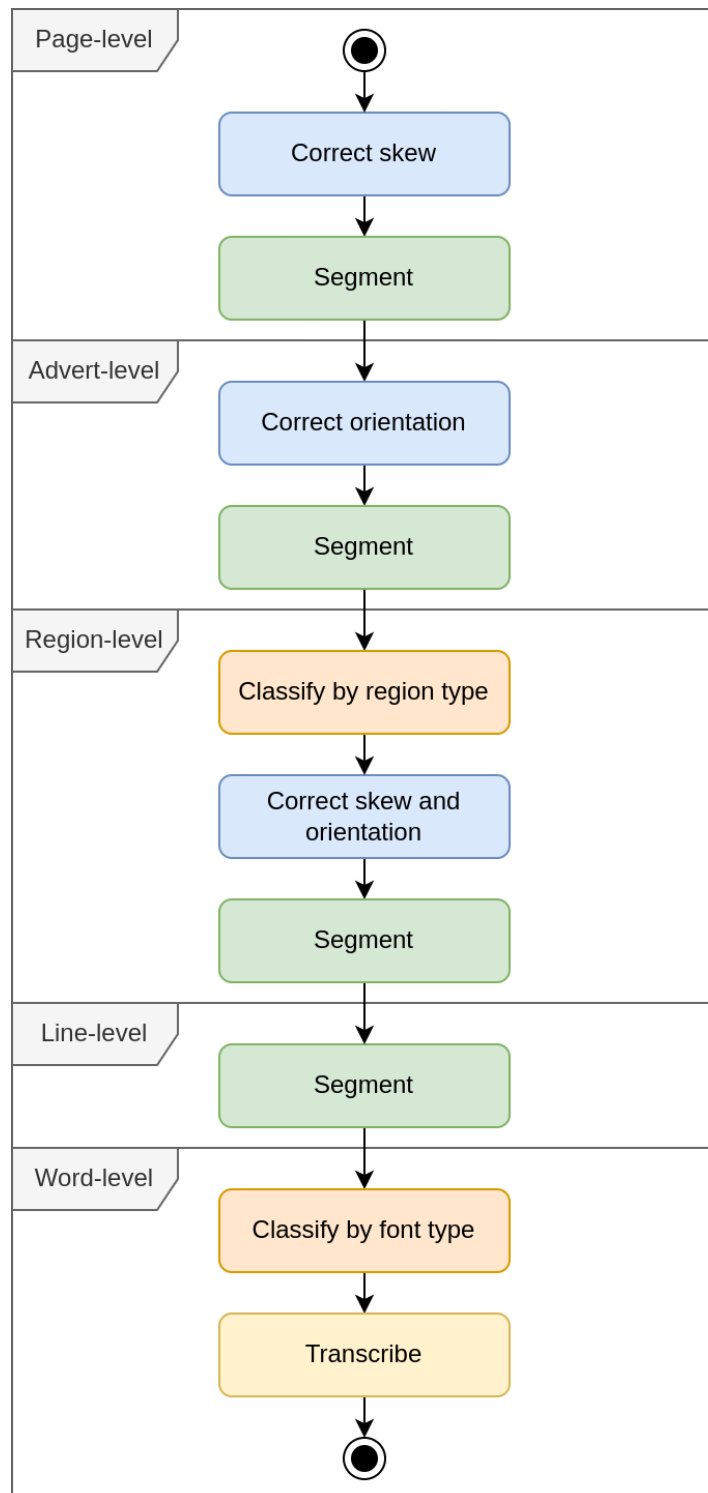 Page-level
Correct skew
Segment
Advert-level
Correct orientation
Segment
Region-level
Classify by region type
Correct skew and
orientation
Segment
Line-level
Segment
Word-level
Classify by font type
Transcribe